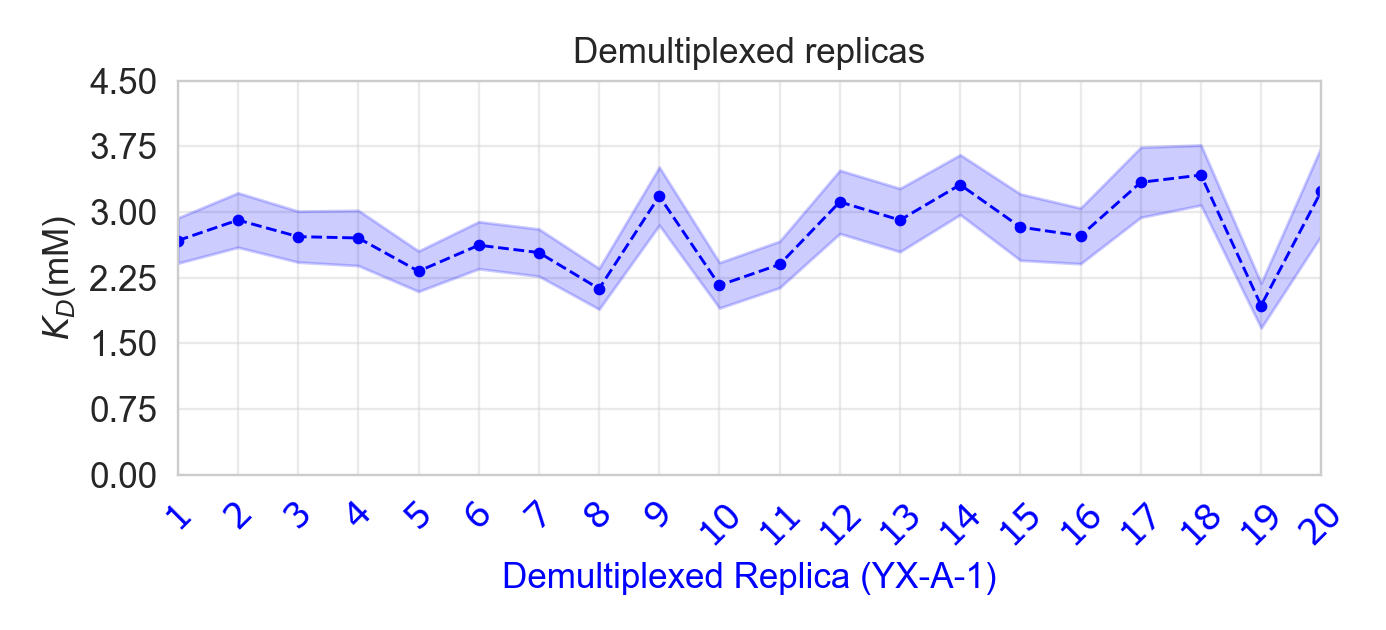 Demultiplexed replicas
4.50
3.75
3.00
2.25
1.50
0.75
0.00
K_D(mM)
1 2 3 4 5 6 7 8 9 10 11 12 13 14 15 16 17 18 19 20
Demultiplexed Replica (YX-A-1)